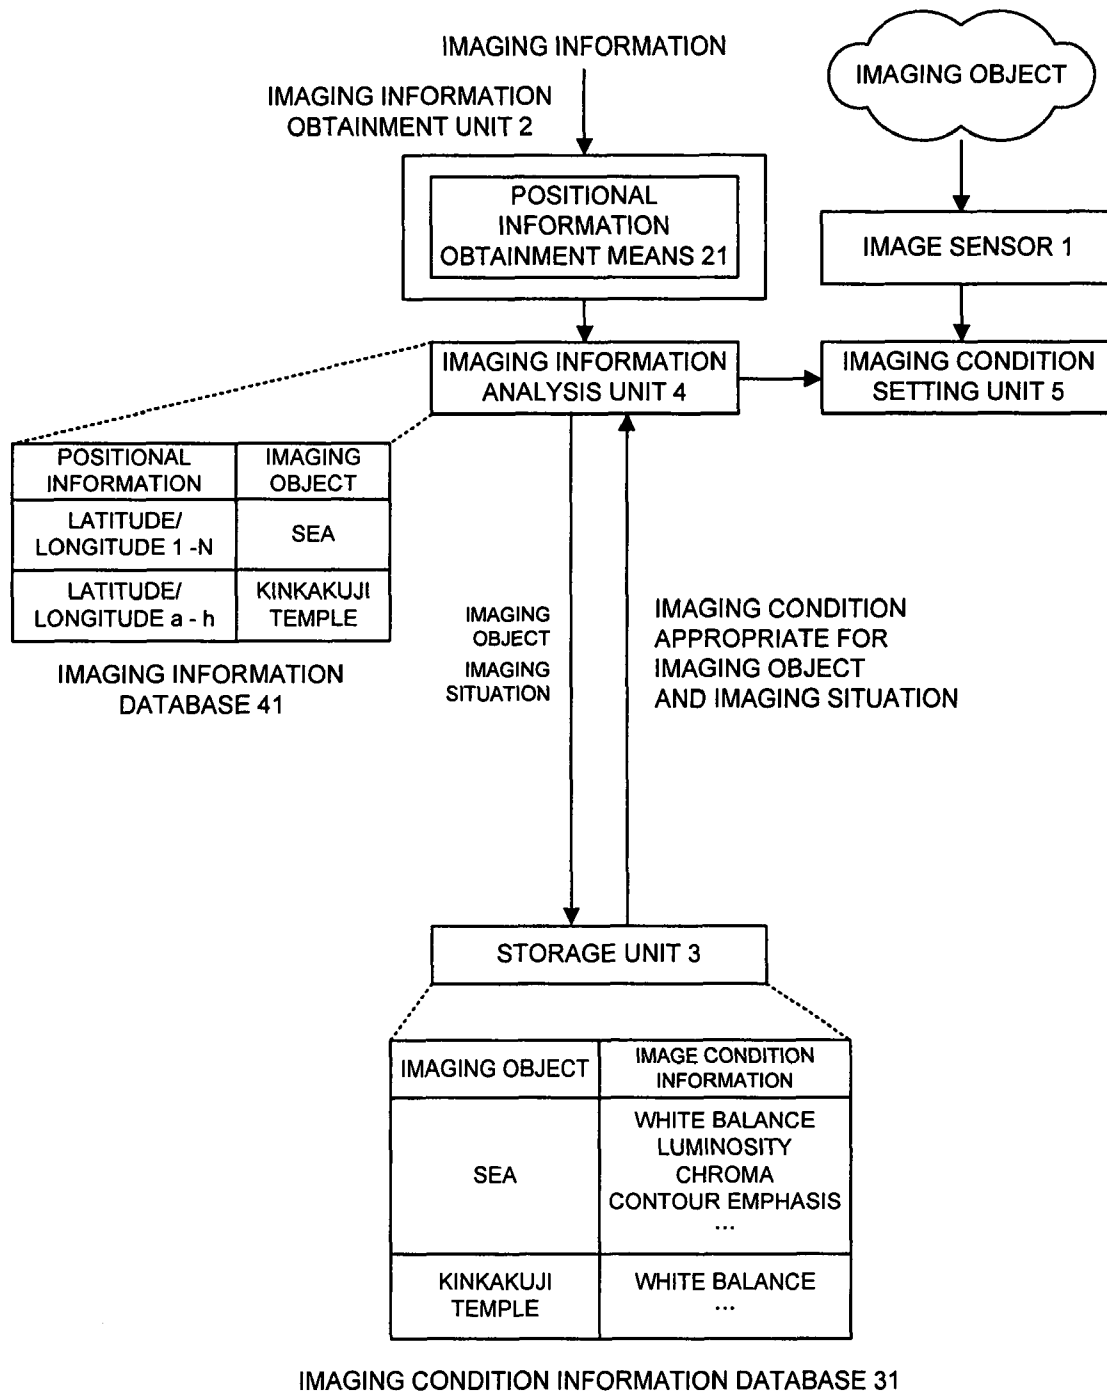 IMAGING INFORMATION
IMAGING OBJECT
IMAGING INFORMATION
OBTAINMENT UNIT 2
POSITIONAL
INFORMATION
OBTAINMENT MEANS 21
IMAGE SENSOR 1
IMAGING INFORMATION
ANALYSIS UNIT 4
IMAGING CONDITION
SETTING UNIT 5
POSITIONAL
INFORMATION
IMAGING
OBJECT
LATITUDE/
LONGITUDE 1 -N
SEA
LATITUDE/
LONGITUDE a - h
KINKAKUJI
TEMPLE
IMAGING INFORMATION
DATABASE 41
IMAGING
OBJECT
IMAGING
SITUATION
IMAGING CONDITION
APPROPRIATE FOR
IMAGING OBJECT
AND IMAGING SITUATION
STORAGE UNIT 3
IMAGING OBJECT
IMAGE CONDITION
INFORMATION
SEA
WHITE BALANCE
LUMINOSITY
CHROMA
CONTOUR EMPHASIS
...
KINKAKUJI
TEMPLE
WHITE BALANCE
...
IMAGING CONDITION INFORMATION DATABASE 31